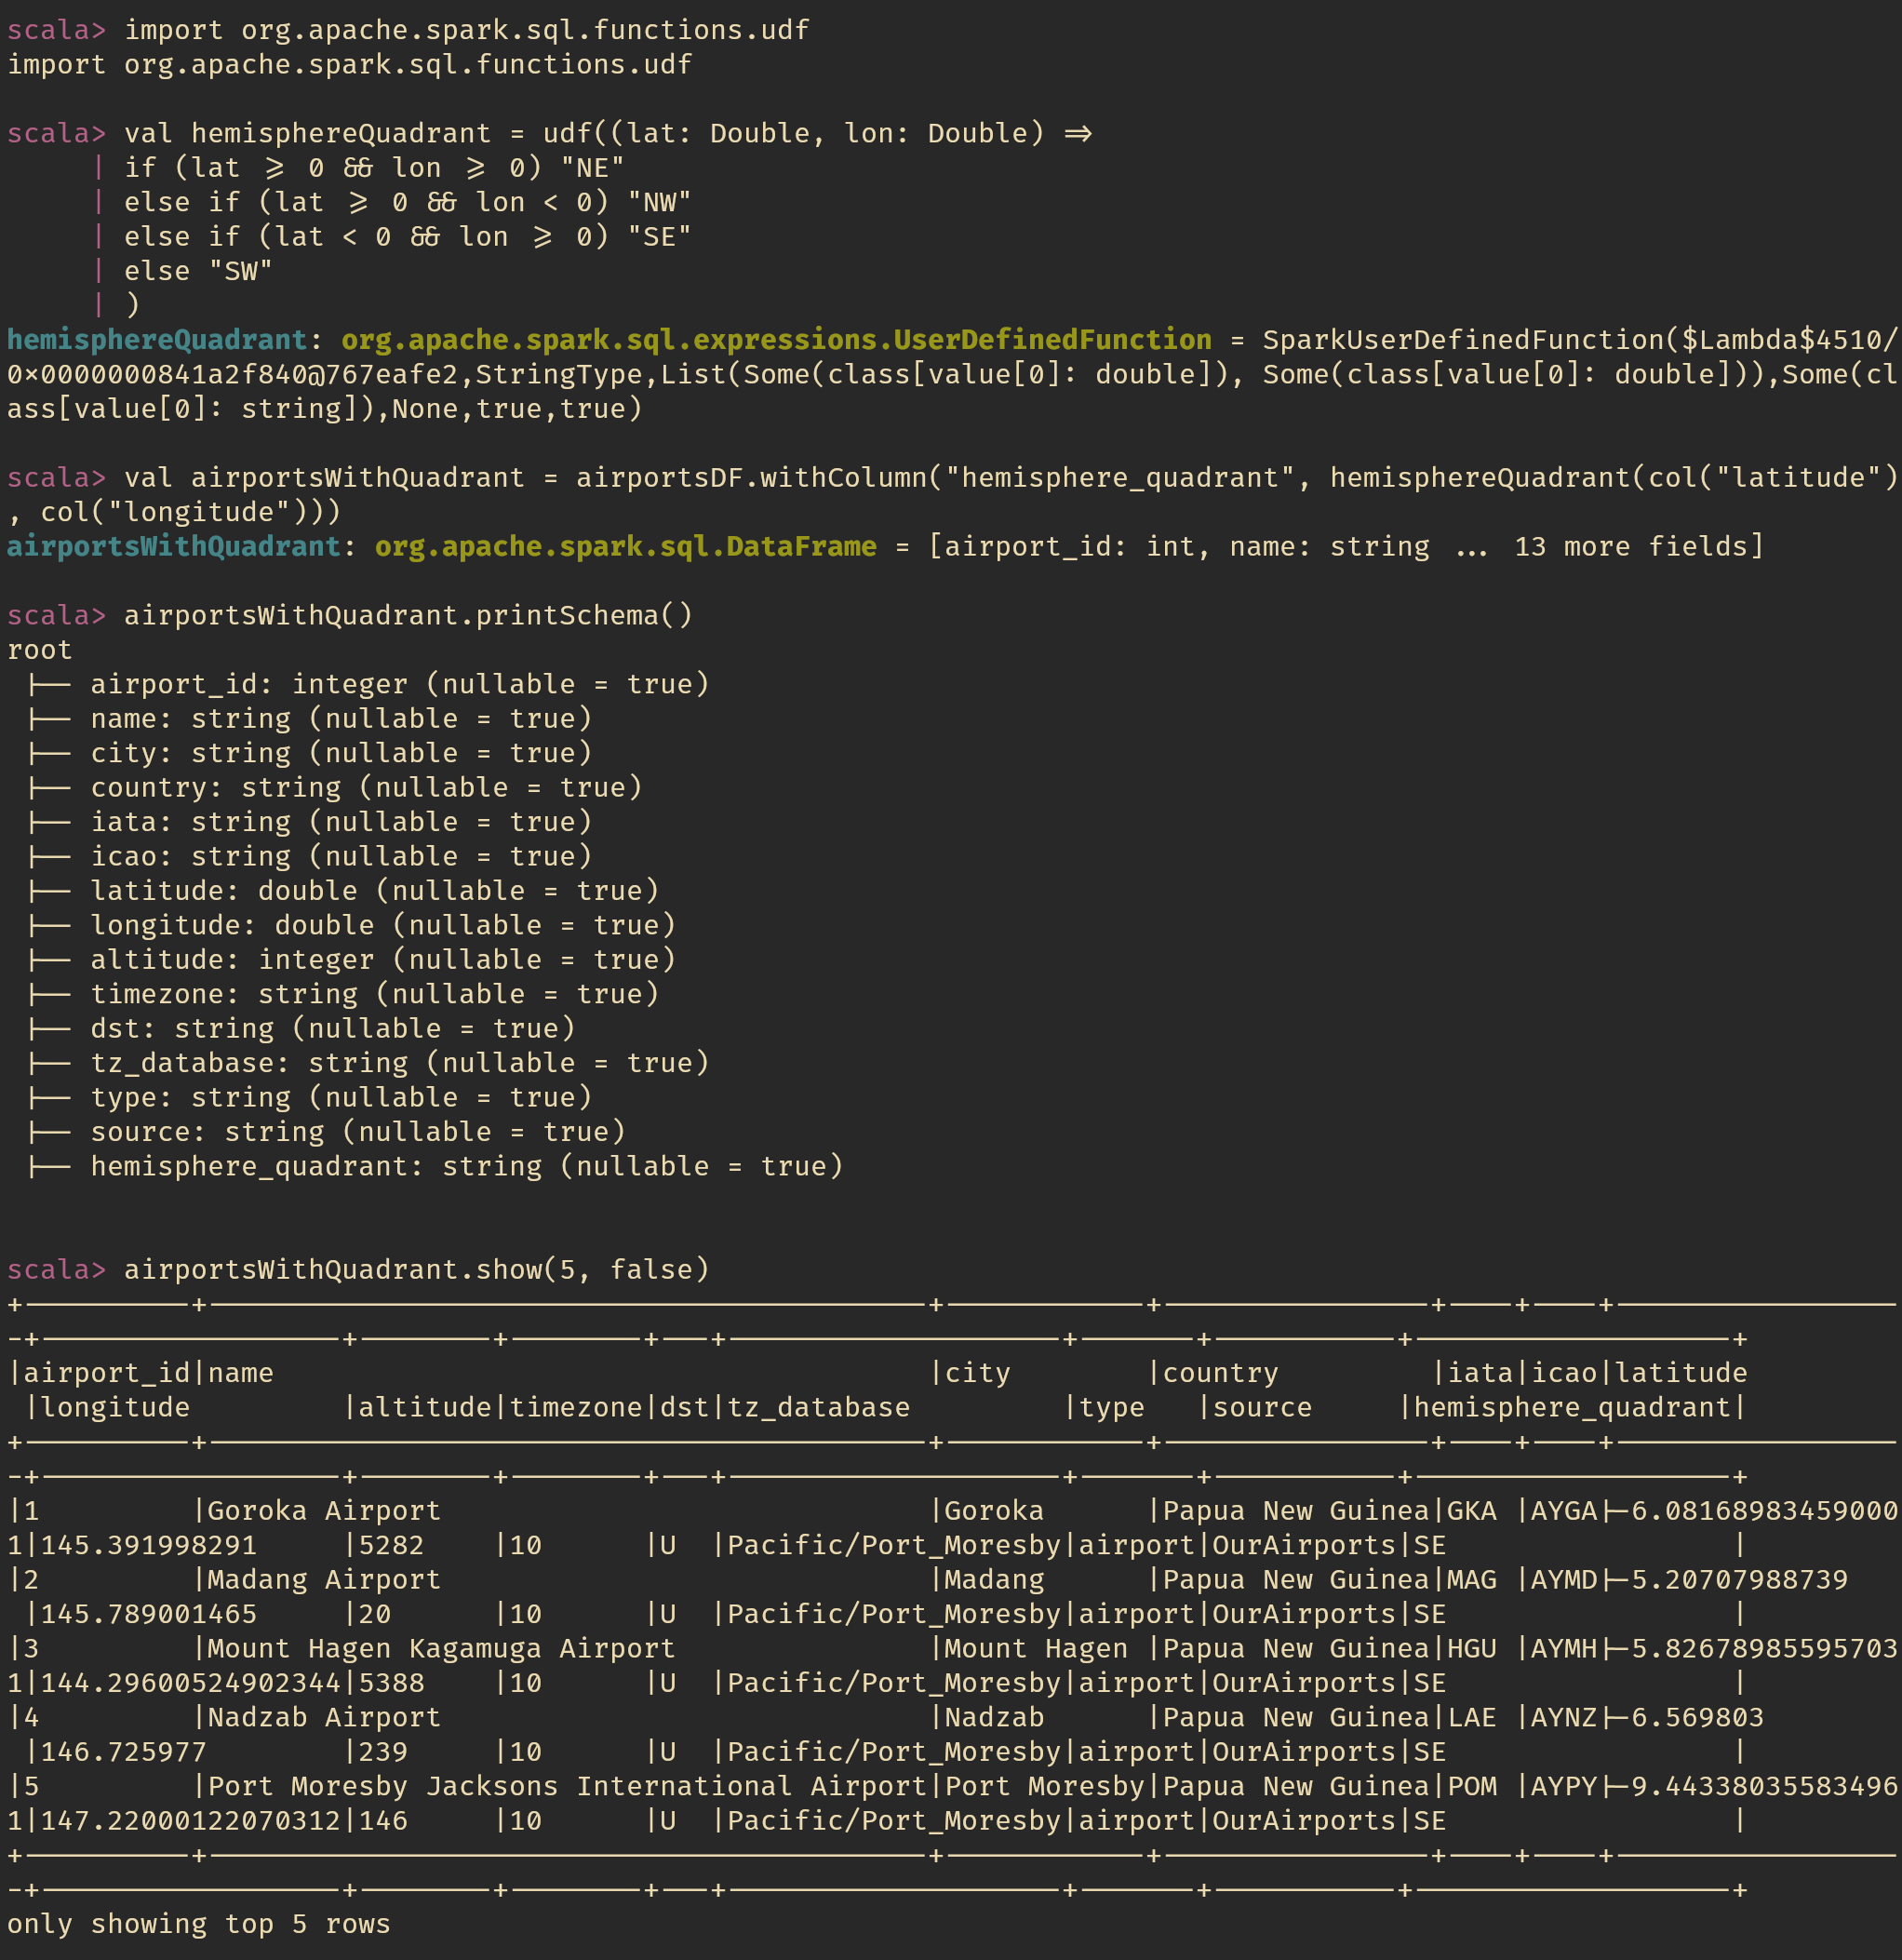 scala> import org.apache.spark.sql.functions.udf
import org.apache.spark.sql.functions.udf

scala> val hemisphereQuadrant = udf((lat: Double, lon: Double) =>
     | if (lat >= 0 && lon >= 0) "NE"
     | else if (lat >= 0 && lon < 0) "NW"
     | else if (lat < 0 && lon >= 0) "SE"
     | else "SW"
     | )
hemisphereQuadrant: org.apache.spark.sql.expressions.UserDefinedFunction = SparkUserDefinedFunction($Lambda$4510/
0x0000000841a2f840@767eafe2,StringType,List(Some(class[value[0]: double]), Some(class[value[0]: double])),Some(cl
ass[value[0]: string]),None,true,true)

scala> val airportsWithQuadrant = airportsDF.withColumn("hemisphere_quadrant", hemisphereQuadrant(col("latitude")
, col("longitude")))
airportsWithQuadrant: org.apache.spark.sql.DataFrame = [airport_id: int, name: string ... 13 more fields]

scala> airportsWithQuadrant.printSchema()
root
 |-- airport_id: integer (nullable = true)
 |-- name: string (nullable = true)
 |-- city: string (nullable = true)
 |-- country: string (nullable = true)
 |-- iata: string (nullable = true)
 |-- icao: string (nullable = true)
 |-- latitude: double (nullable = true)
 |-- longitude: double (nullable = true)
 |-- altitude: integer (nullable = true)
 |-- timezone: string (nullable = true)
 |-- dst: string (nullable = true)
 |-- tz_database: string (nullable = true)
 |-- type: string (nullable = true)
 |-- source: string (nullable = true)
 |-- hemisphere_quadrant: string (nullable = true)


scala> airportsWithQuadrant.show(5, false)
+----------+-------------------------------------------+------------+----------------+----+----+-----------------
-+------------------+--------+--------+---+--------------------+-------+-----------+-------------------+
|airport_id|name                                       |city        |country         |iata|icao|latitude
 |longitude         |altitude|timezone|dst|tz_database         |type   |source     |hemisphere_quadrant|
+----------+-------------------------------------------+------------+----------------+----+----+-----------------
-+------------------+--------+--------+---+--------------------+-------+-----------+-------------------+
|1         |Goroka Airport                             |Goroka      |Papua New Guinea|GKA |AYGA|-6.08168983459000
1|145.391998291     |5282    |10      |U  |Pacific/Port_Moresby|airport|OurAirports|SE                 |
|2         |Madang Airport                             |Madang      |Papua New Guinea|MAG |AYMD|-5.20707988739
 |145.789001465     |20      |10      |U  |Pacific/Port_Moresby|airport|OurAirports|SE                 |
|3         |Mount Hagen Kagamuga Airport               |Mount Hagen |Papua New Guinea|HGU |AYMH|-5.82678985595703
1|144.29600524902344|5388    |10      |U  |Pacific/Port_Moresby|airport|OurAirports|SE                 |
|4         |Nadzab Airport                             |Nadzab      |Papua New Guinea|LAE |AYNZ|-6.569803
 |146.725977        |239     |10      |U  |Pacific/Port_Moresby|airport|OurAirports|SE                 |
|5         |Port Moresby Jacksons International Airport|Port Moresby|Papua New Guinea|POM |AYPY|-9.44338035583496
1|147.22000122070312|146     |10      |U  |Pacific/Port_Moresby|airport|OurAirports|SE                 |
+----------+-------------------------------------------+------------+----------------+----+----+-----------------
-+------------------+--------+--------+---+--------------------+-------+-----------+-------------------+
only showing top 5 rows